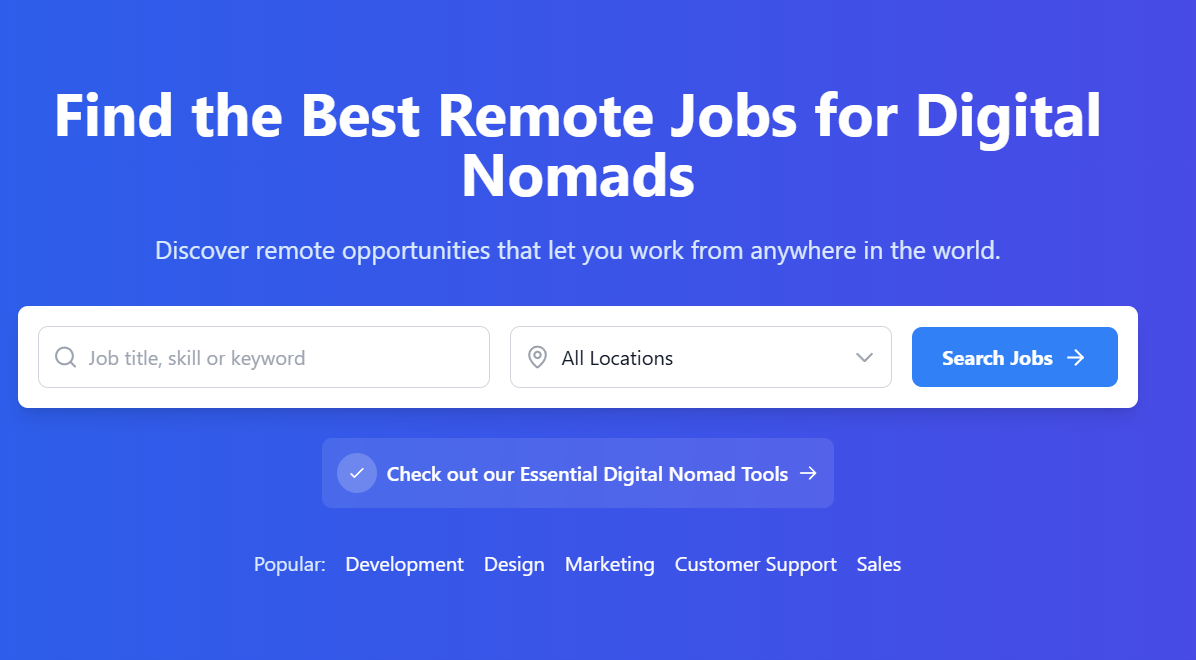 Find the Best Remote Jobs for Digital
Nomads
Discover remote opportunities that let you work from anywhere in the world.
Job title, skill or keyword
All Locations
Search Jobs →
Check out our Essential Digital Nomad Tools →
Popular: Development Design Marketing Customer Support Sales